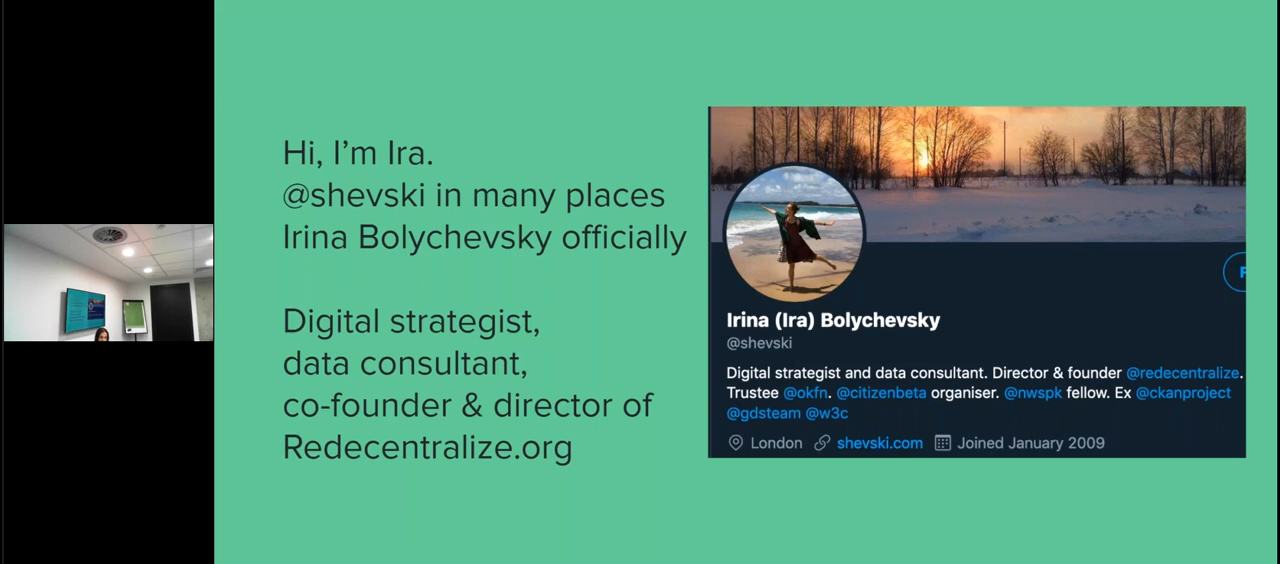 Hi, I’m Ira.
@shevski in many places
Irina Bolychevsky officially
Digital strategist,
data consultant,
co-founder & director of
Redecentralize.org
Irina (Ira) Bolychevsky
@shevski
Digital strategist and data consultant. Director & founder @redecentralize.
Trustee @okfn. @citizenbeta organiser. @nwspk fellow. Ex @ckanproject
@gdsteam @w3c
London shevski.com Joined January 2009